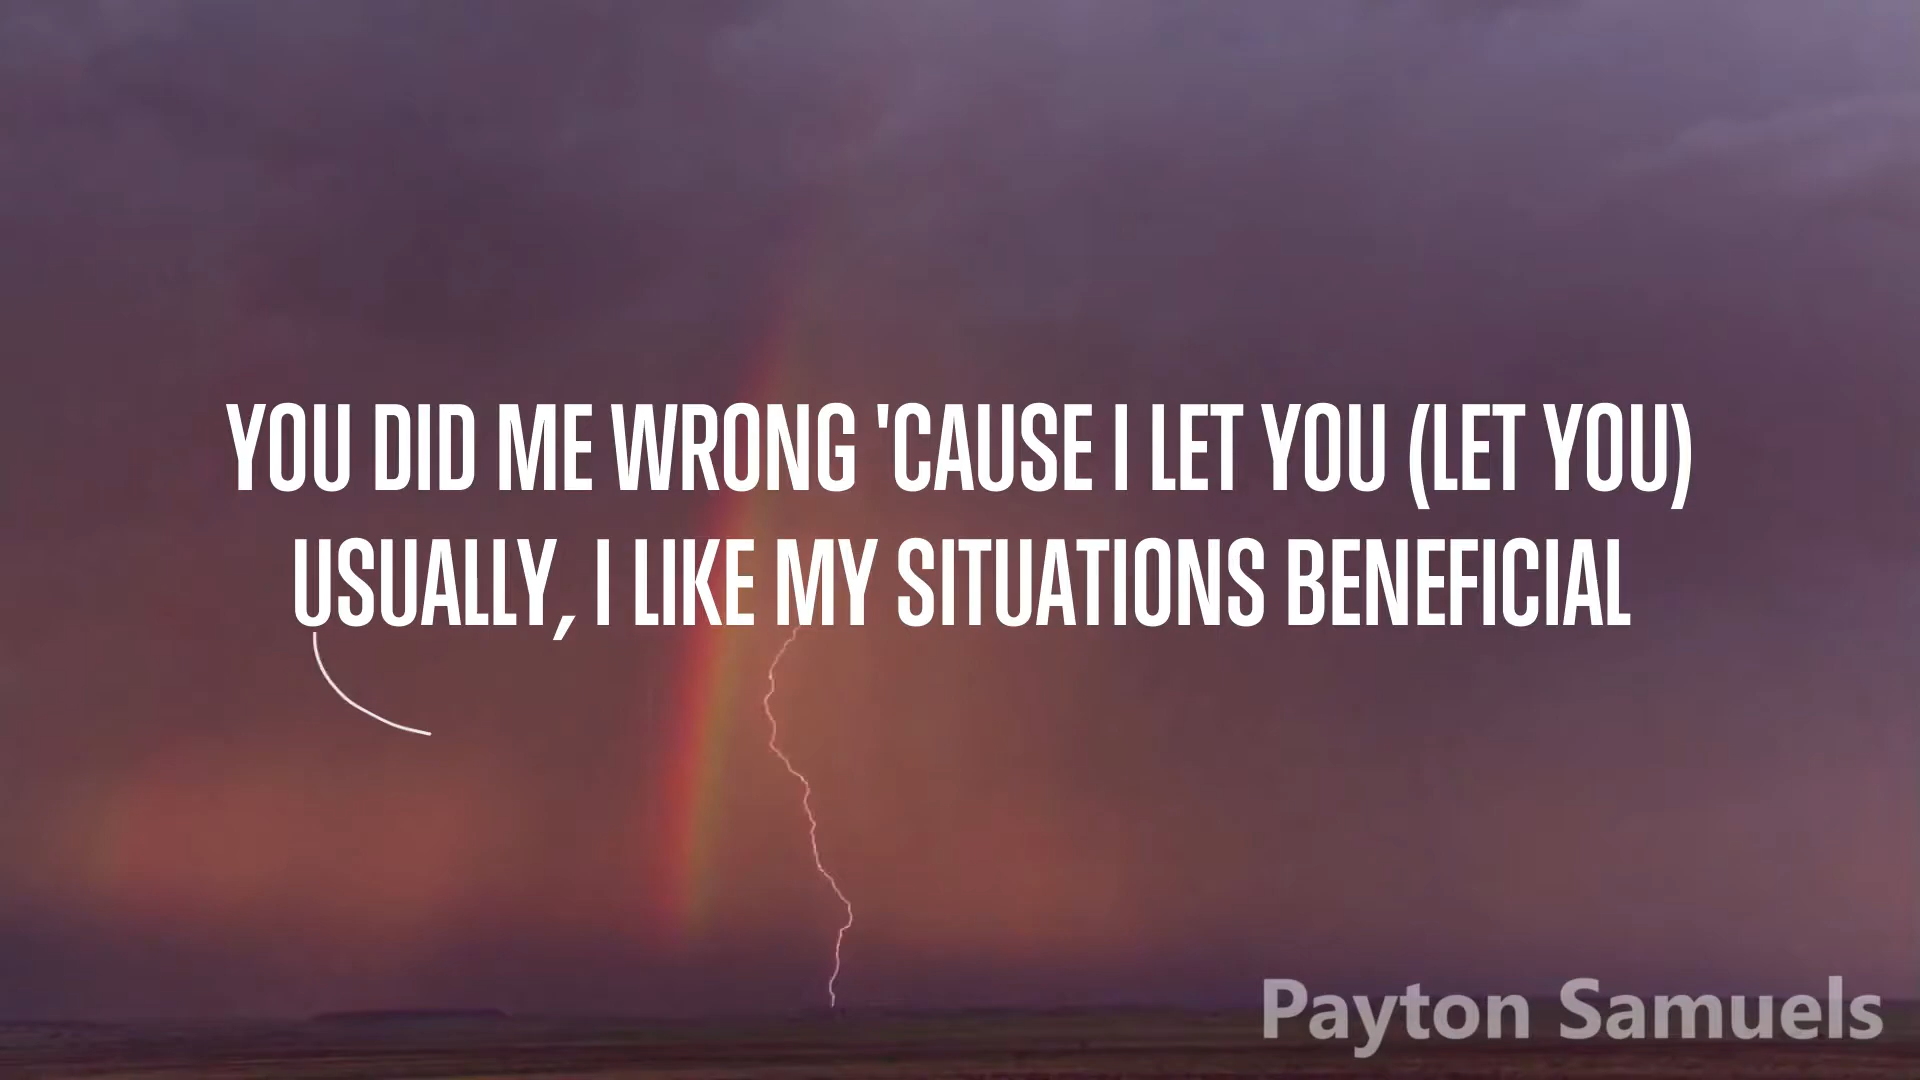 YOU DID ME WRONG 'CAUSE I LET YOU (LET YOU)
USUALLY, I LIKE MY SITUATIONS BENEFICIAL
Payton Samuels